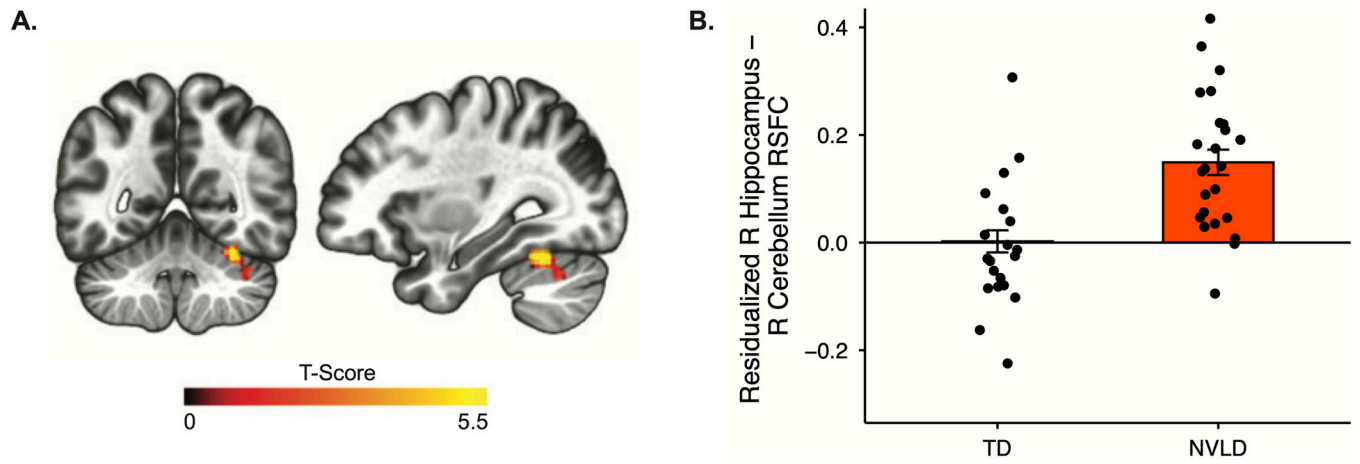 A.
T-Score
0 5.5
B.
Residualized R Hippocampus –
R Cerebellum RSFC
0.4
0.2
0.0
−0.2
TD NVLD